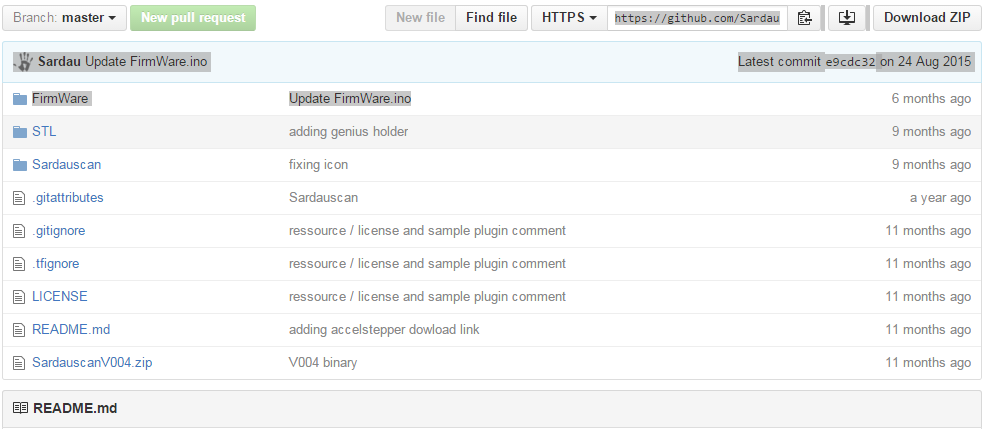 Branch: master New pull request New file Find file HTTPS https://github.com/Sardau Download ZIP
Sardau Update FirmWare.ino Latest commit e9cdc32 on 24 Aug 2015
FirmWare Update FirmWare.ino 6 months ago
STL adding genius holder 9 months ago
Sardauscan fixing icon 9 months ago
.gitattributes Sardauscan a year ago
.gitignore ressource / license and sample plugin comment 11 months ago
.tfignore ressource / license and sample plugin comment 11 months ago
LICENSE ressource / license and sample plugin comment 11 months ago
README.md adding accelstepper dowload link 11 months ago
SardauscanV004.zip V004 binary 11 months ago
README.md